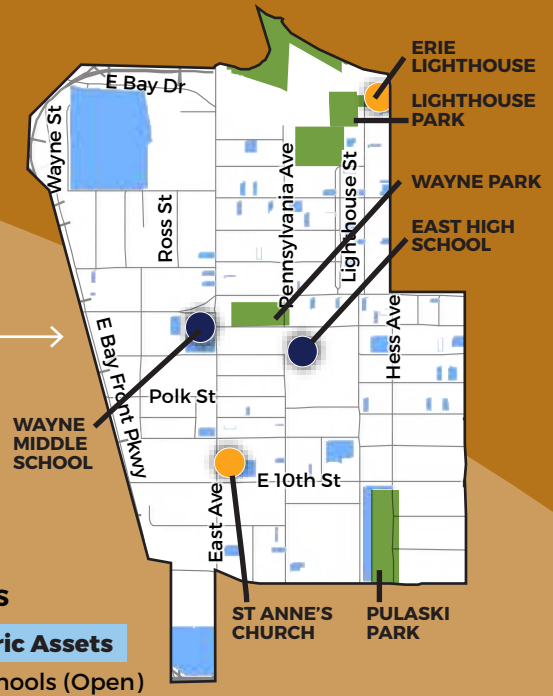 ERIE
LIGHTHOUSE
LIGHTHOUSE
PARK
WAYNE PARK
EAST HIGH
SCHOOL
E Bay Dr
Wayne St
Ross St
Pennsylvania Ave
Lighthouse St
Hess Ave
E Bay Front Pkwy
Polk St
WAYNE
MIDDLE
SCHOOL
E 10th St
East Ave
ST ANNE'S
CHURCH
PULASKI
PARK
s
ric Assets
hools (Open)